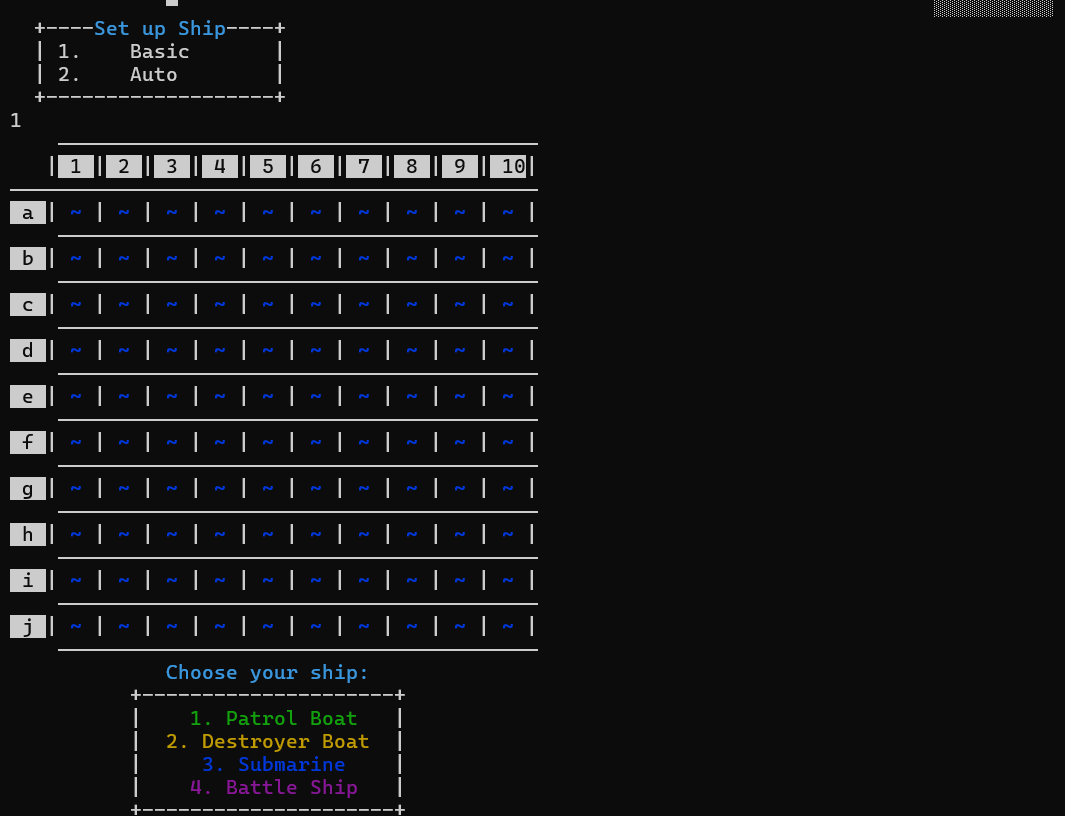 +----Set up Ship----+
| 1.    Basic       |
| 2.    Auto        |
+-------------------+
1
| 1 | 2 | 3 | 4 | 5 | 6 | 7 | 8 | 9 | 10|
a | ~ | ~ | ~ | ~ | ~ | ~ | ~ | ~ | ~ | ~ |
b | ~ | ~ | ~ | ~ | ~ | ~ | ~ | ~ | ~ | ~ |
c | ~ | ~ | ~ | ~ | ~ | ~ | ~ | ~ | ~ | ~ |
d | ~ | ~ | ~ | ~ | ~ | ~ | ~ | ~ | ~ | ~ |
e | ~ | ~ | ~ | ~ | ~ | ~ | ~ | ~ | ~ | ~ |
f | ~ | ~ | ~ | ~ | ~ | ~ | ~ | ~ | ~ | ~ |
g | ~ | ~ | ~ | ~ | ~ | ~ | ~ | ~ | ~ | ~ |
h | ~ | ~ | ~ | ~ | ~ | ~ | ~ | ~ | ~ | ~ |
i | ~ | ~ | ~ | ~ | ~ | ~ | ~ | ~ | ~ | ~ |
j | ~ | ~ | ~ | ~ | ~ | ~ | ~ | ~ | ~ | ~ |
Choose your ship:
+---------------------+
|    1. Patrol Boat   |
|  2. Destroyer Boat  |
|     3. Submarine    |
|    4. Battle Ship   |
+---------------------+